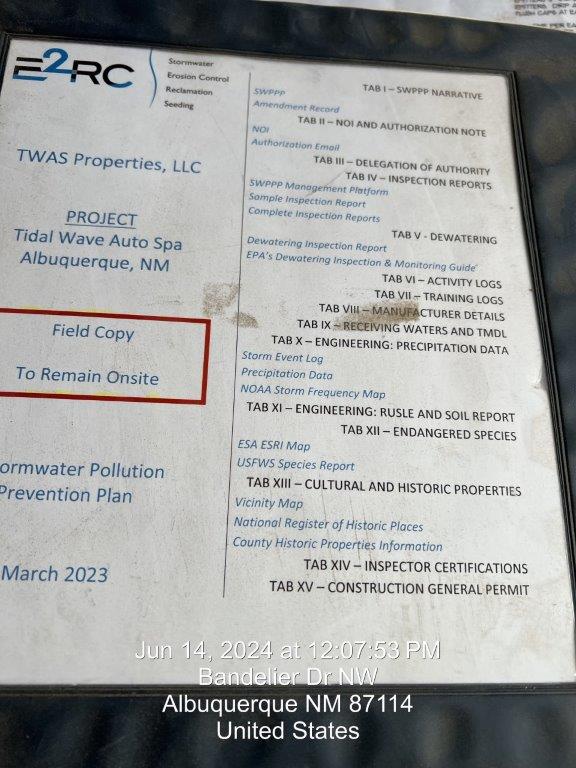 E2RC
Stormwater
Erosion Control
Reclamation
Seeding
TWAS Properties, LLC
PROJECT
Tidal Wave Auto Spa
Albuquerque, NM
Field Copy
To Remain Onsite
ormwater Pollution
Prevention Plan
March 2023
TAB I – SWPPP NARRATIVE
SWPPP
Amendment Record
TAB II – NOI AND AUTHORIZATION NOTE
NOI
Authorization Email
TAB III – DELEGATION OF AUTHORITY
TAB IV – INSPECTION REPORTS
SWPPP Management Platform
Sample Inspection Report
Complete Inspection Reports
TAB V - DEWATERING
Dewatering Inspection Report
EPA's Dewatering Inspection & Monitoring Guide
TAB VI – ACTIVITY LOGS
TAB VII – TRAINING LOGS
TAB VIII – MANUFACTURER DETAILS
TAB IX – RECEIVING WATERS AND TMDL
TAB X – ENGINEERING: PRECIPITATION DATA
Storm Event Log
Precipitation Data
NOAA Storm Frequency Map
TAB XI – ENGINEERING: RUSLE AND SOIL REPORT
TAB XII – ENDANGERED SPECIES
ESA ESRI Map
USFWS Species Report
TAB XIII – CULTURAL AND HISTORIC PROPERTIES
Vicinity Map
National Register of Historic Places
County Historic Properties Information
TAB XIV – INSPECTOR CERTIFICATIONS
TAB XV – CONSTRUCTION GENERAL PERMIT
Jun 14, 2024 at 12:07:53 PM
Bandelier Dr NW
Albuquerque NM 87114
United States